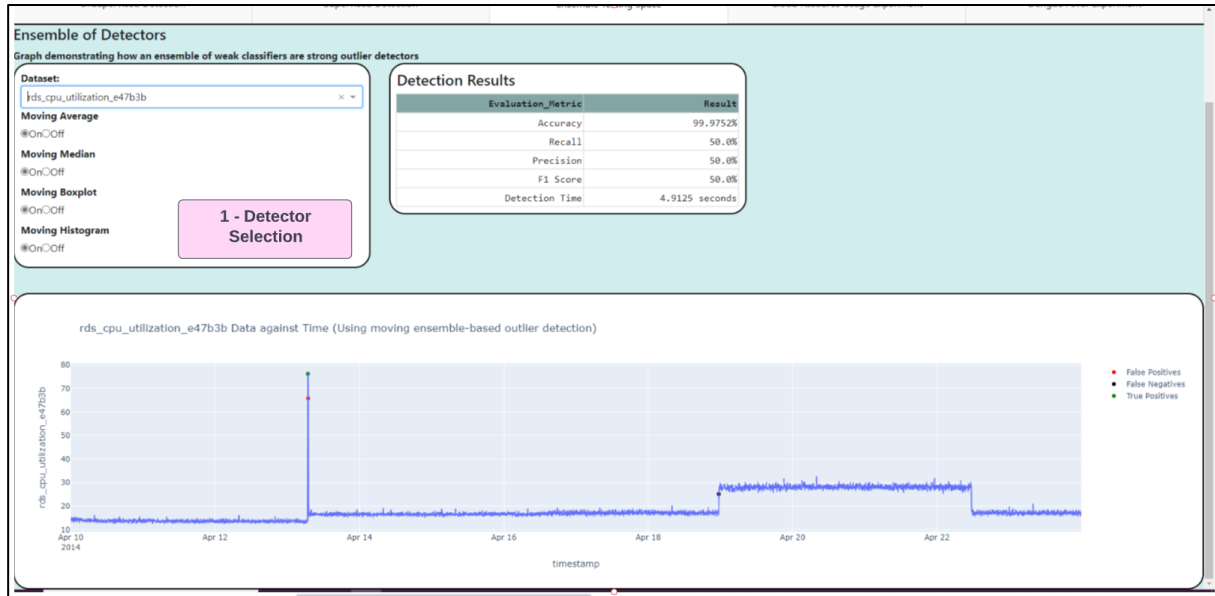 Ensemble of Detectors
Graph demonstrating how an ensemble of weak classifiers are strong outlier detectors
Dataset:
rds_cpu_utilization_e47b3b
Moving Average
On Off
Moving Median
On Off
Moving Boxplot
On Off
Moving Histogram
On Off
1 - Detector
Selection
Detection Results
Evaluation_Metric Result
Accuracy 99.9752%
Recall 50.0%
Precision 50.0%
F1 Score 50.0%
Detection Time 4.9125 seconds
rds_cpu_utilization_e47b3b Data against Time (Using moving ensemble-based outlier detection)
rds_cpu_utilization_e47b3b
80
70
60
50
40
30
20
10
Apr 10 Apr 12 Apr 14 Apr 16 Apr 18 Apr 20 Apr 22
2014
timestamp
False Positives
False Negatives
True Positives